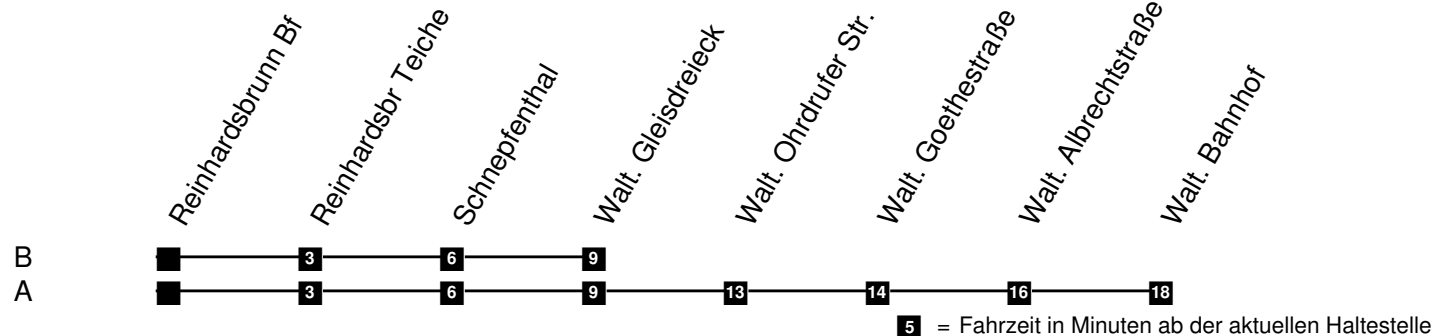 Reinhardsbrunn Bf
Reinhardsbr Teiche
Schnepfenthal
Walt. Gleisdreieck
Walt. Ohrdrufer Str.
Walt. Goethestraße
Walt. Albrechtstraße
Walt. Bahnhof
B 3 6 9
A 3 6 9 13 14 16 18
5 = Fahrzeit in Minuten ab der aktuellen Haltestelle